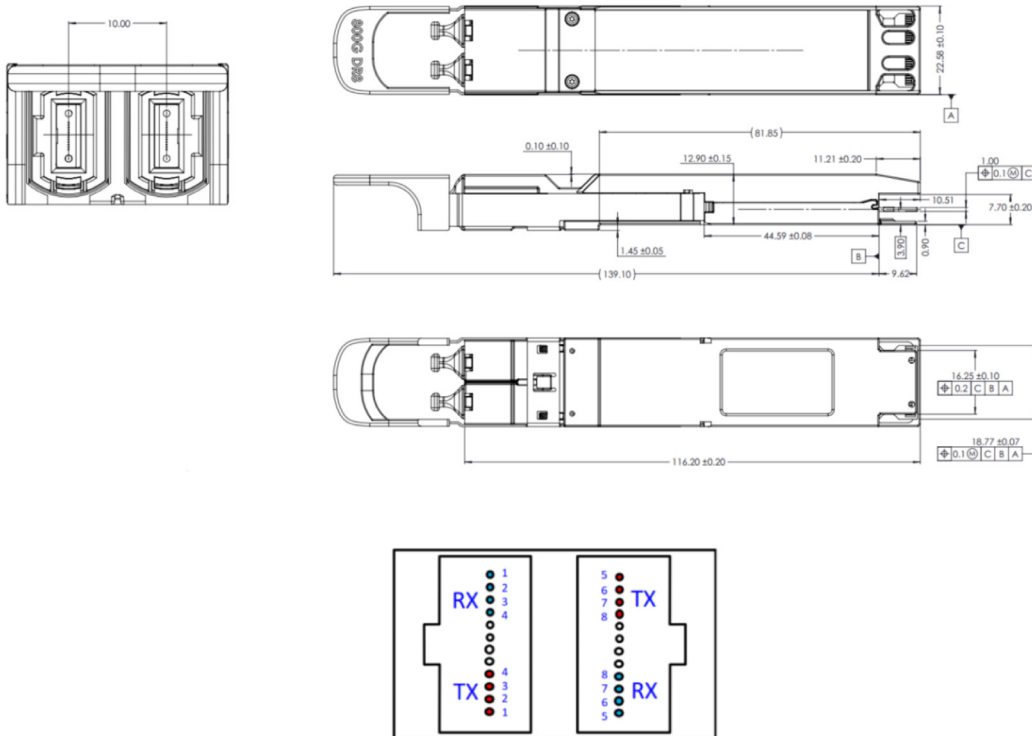 10.00
800G DR8
22.58 ±0.10
A
(81.85)
0.10 ±0.10
12.90 ±0.15
11.21 ±0.20
1.00
⌖ 0.1 Ⓜ C
10.51
7.70 ±0.20
1.45 ±0.05
44.59 ±0.08
B
3.90
0.90
C
(139.10)
9.62
16.25 ±0.10
⌖ 0.2 C B A
18.77 ±0.07
⌖ 0.1 Ⓜ C B A
116.20 ±0.20
1
2
RX 3
4
4
TX 3
2
1
5
6
7 TX
8
8
7 RX
6
5